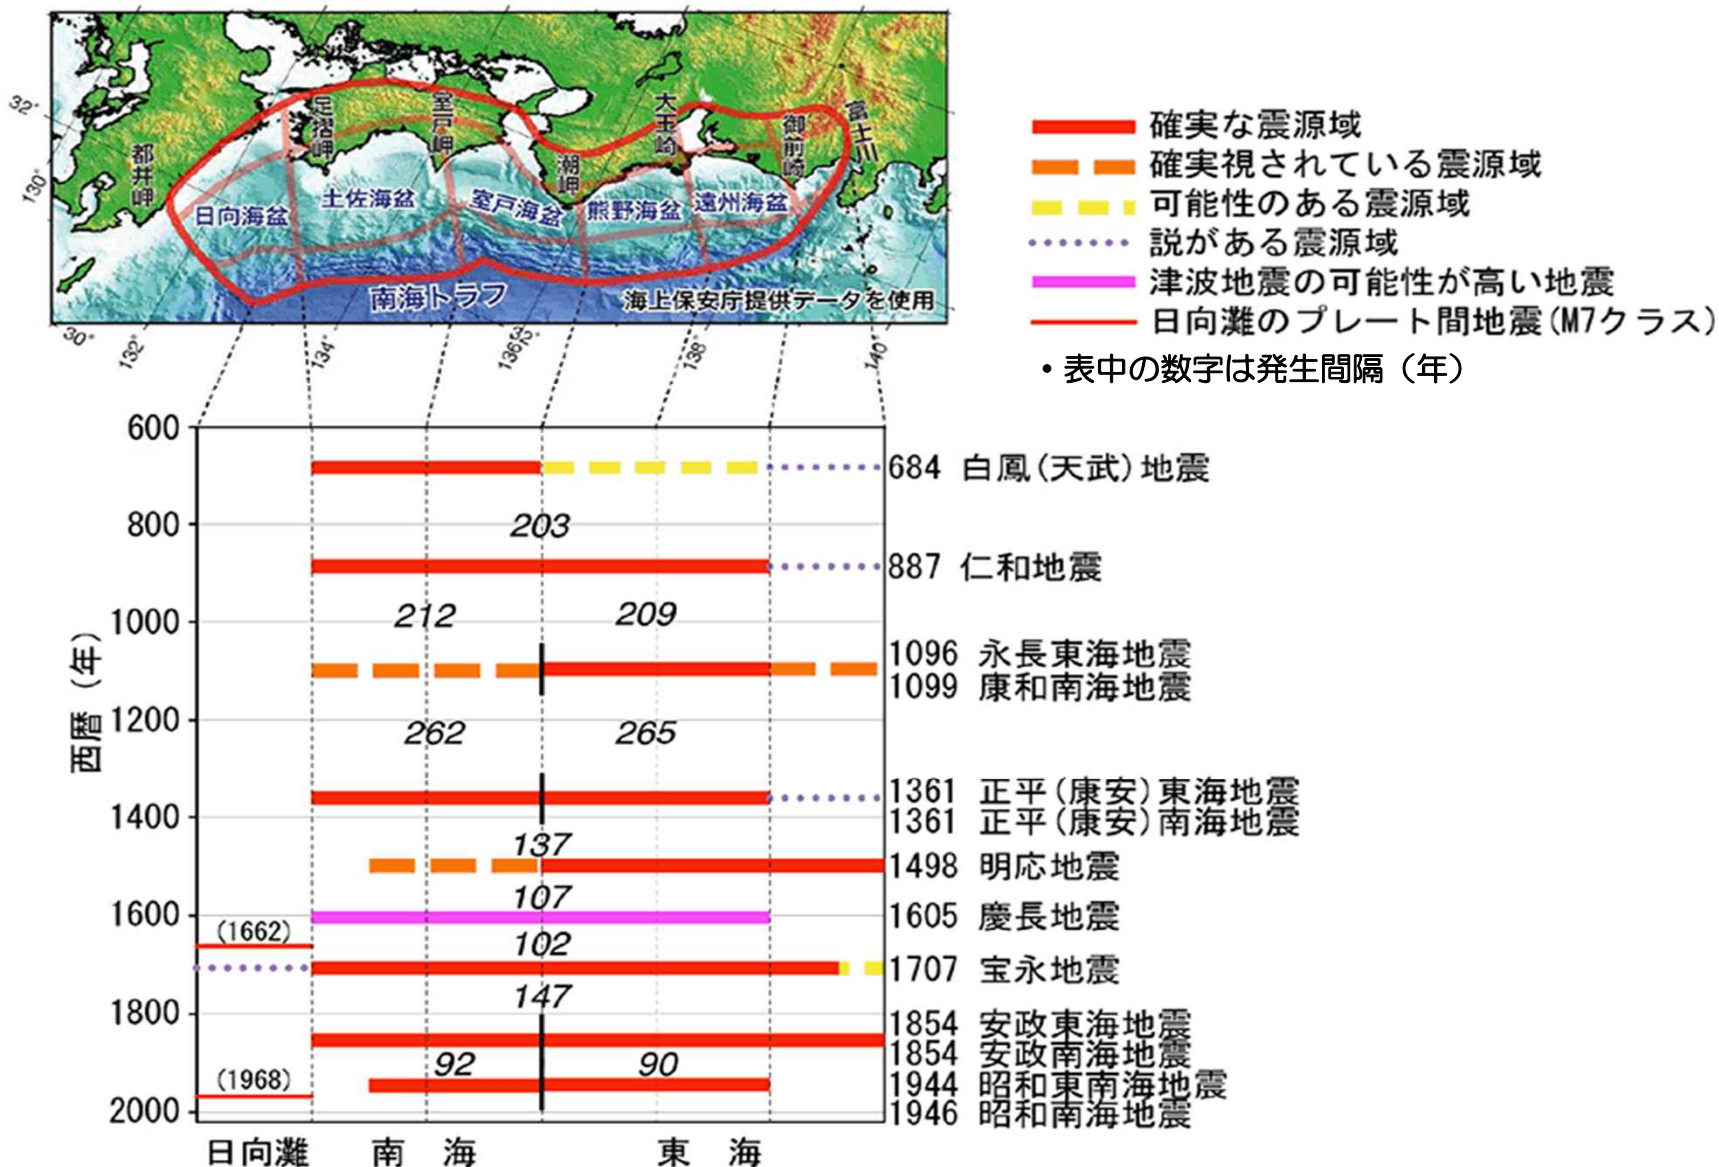 足摺岬
室戸岬
大王崎
御前崎
富士川
都井岬
潮岬
日向海盆
土佐海盆
室戸海盆
熊野海盆
遠州海盆
南海トラフ
海上保安庁提供データを使用
32°
130°
30°
132°
134°
136°
138°
140°
確実な震源域
確実視されている震源域
可能性のある震源域
説がある震源域
津波地震の可能性が高い地震
日向灘のプレート間地震(M7クラス)
・表中の数字は発生間隔（年）
西暦（年）
600
800
1000
1200
1400
1600
1800
2000
684 白鳳(天武)地震
203
887 仁和地震
212
209
1096 永長東海地震
1099 康和南海地震
262
265
1361 正平(康安)東海地震
1361 正平(康安)南海地震
137
1498 明応地震
107
1605 慶長地震
(1662)
102
1707 宝永地震
147
1854 安政東海地震
1854 安政南海地震
92
90
(1968)
1944 昭和東南海地震
1946 昭和南海地震
日向灘
南 海
東 海